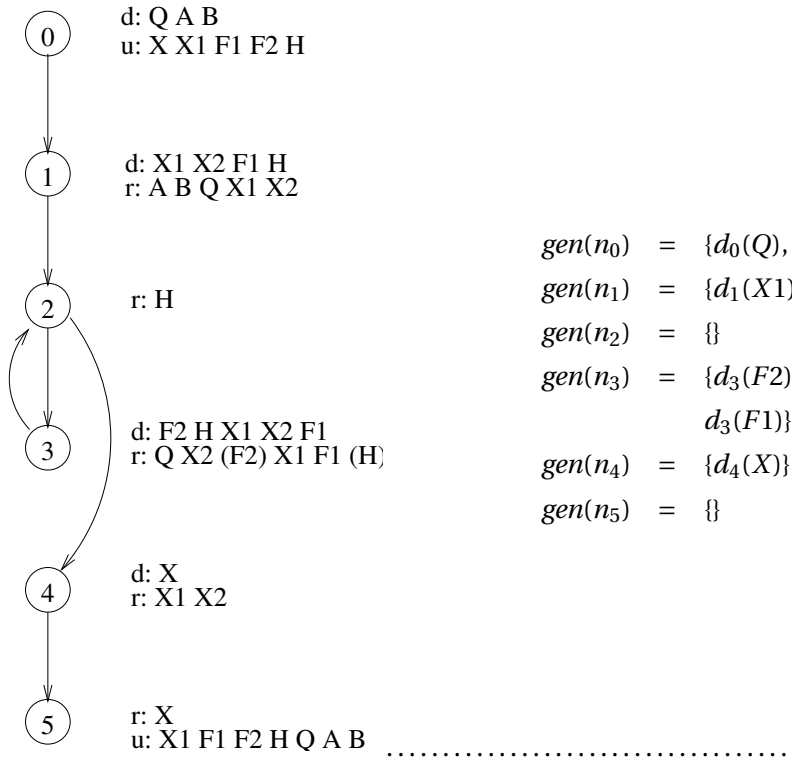 0
d: Q A B
u: X X1 F1 F2 H
1
d: X1 X2 F1 H
r: A B Q X1 X2
2
r: H
3
d: F2 H X1 X2 F1
r: Q X2 (F2) X1 F1 (H)
4
d: X
r: X1 X2
5
r: X
u: X1 F1 F2 H Q A B ....................................
gen(n₀) = {d₀(Q),
gen(n₁) = {d₁(X1)
gen(n₂) = {}
gen(n₃) = {d₃(F2)
d₃(F1)}
gen(n₄) = {d₄(X)}
gen(n₅) = {}